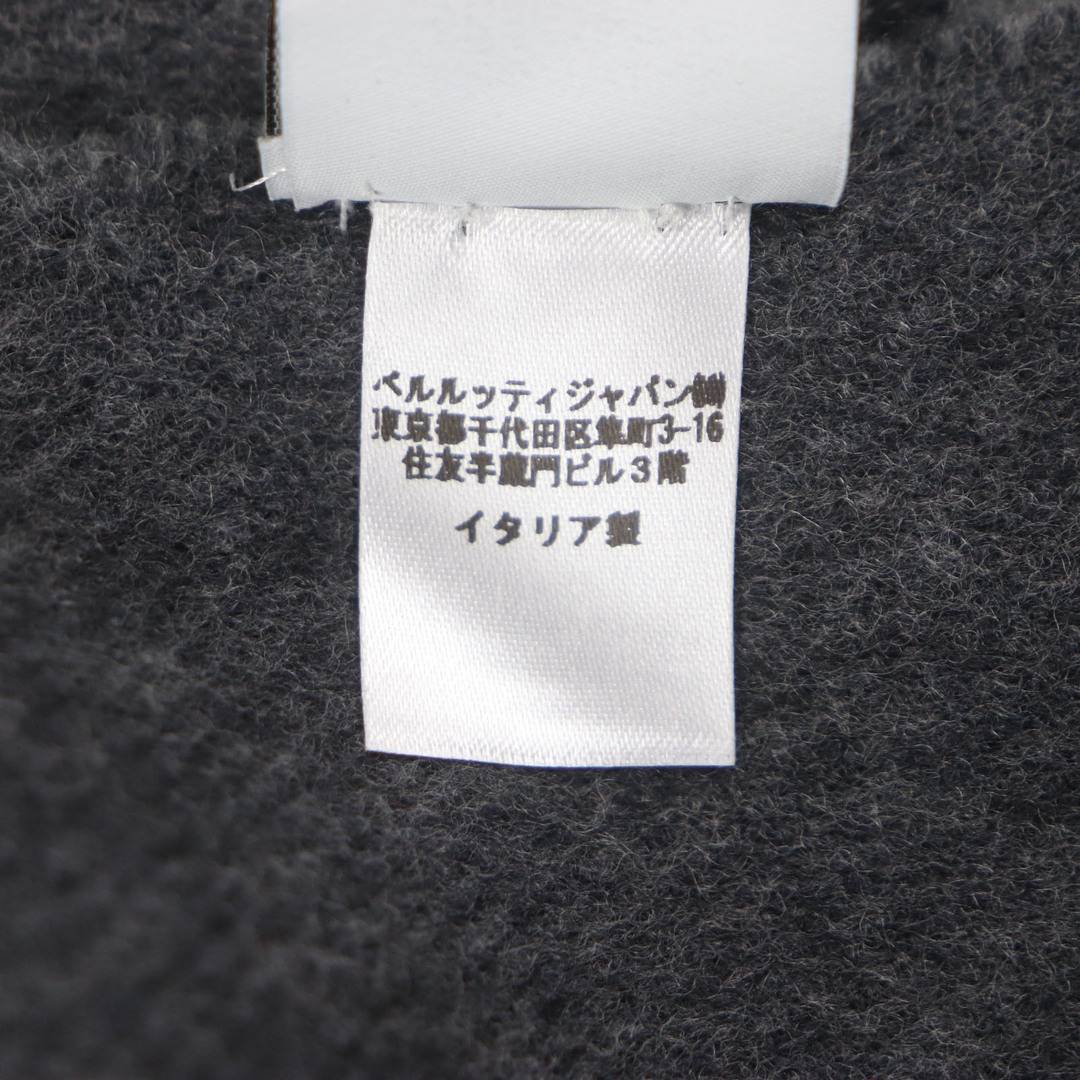 ベルルッティジャパン㈱
東京都千代田区隼町3-16
住友半蔵門ビル3階
イタリア製